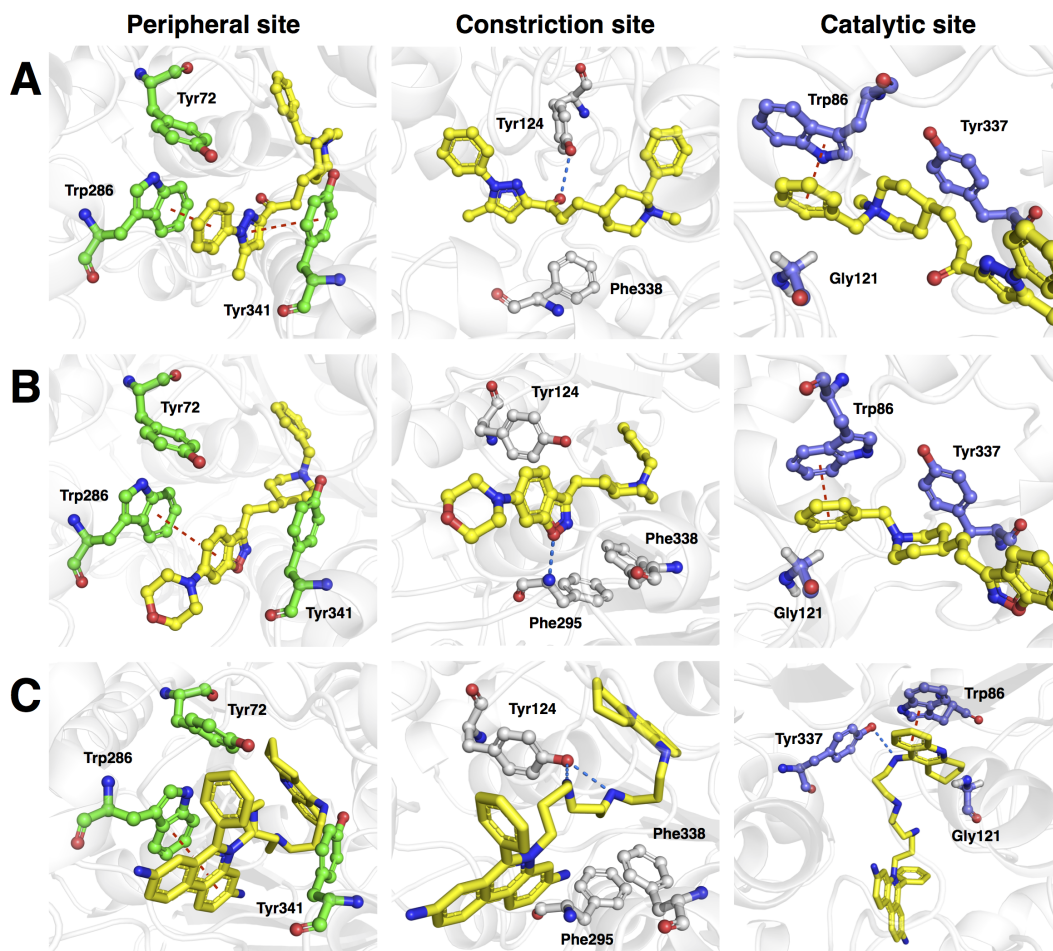 Peripheral site
Constriction site
Catalytic site
A
Tyr72
Trp286
Tyr341
Tyr124
Phe338
Trp86
Tyr337
Gly121
B
Tyr72
Trp286
Tyr341
Tyr124
Phe338
Phe295
Trp86
Tyr337
Gly121
C
Tyr72
Trp286
Tyr341
Tyr124
Phe338
Phe295
Trp86
Tyr337
Gly121